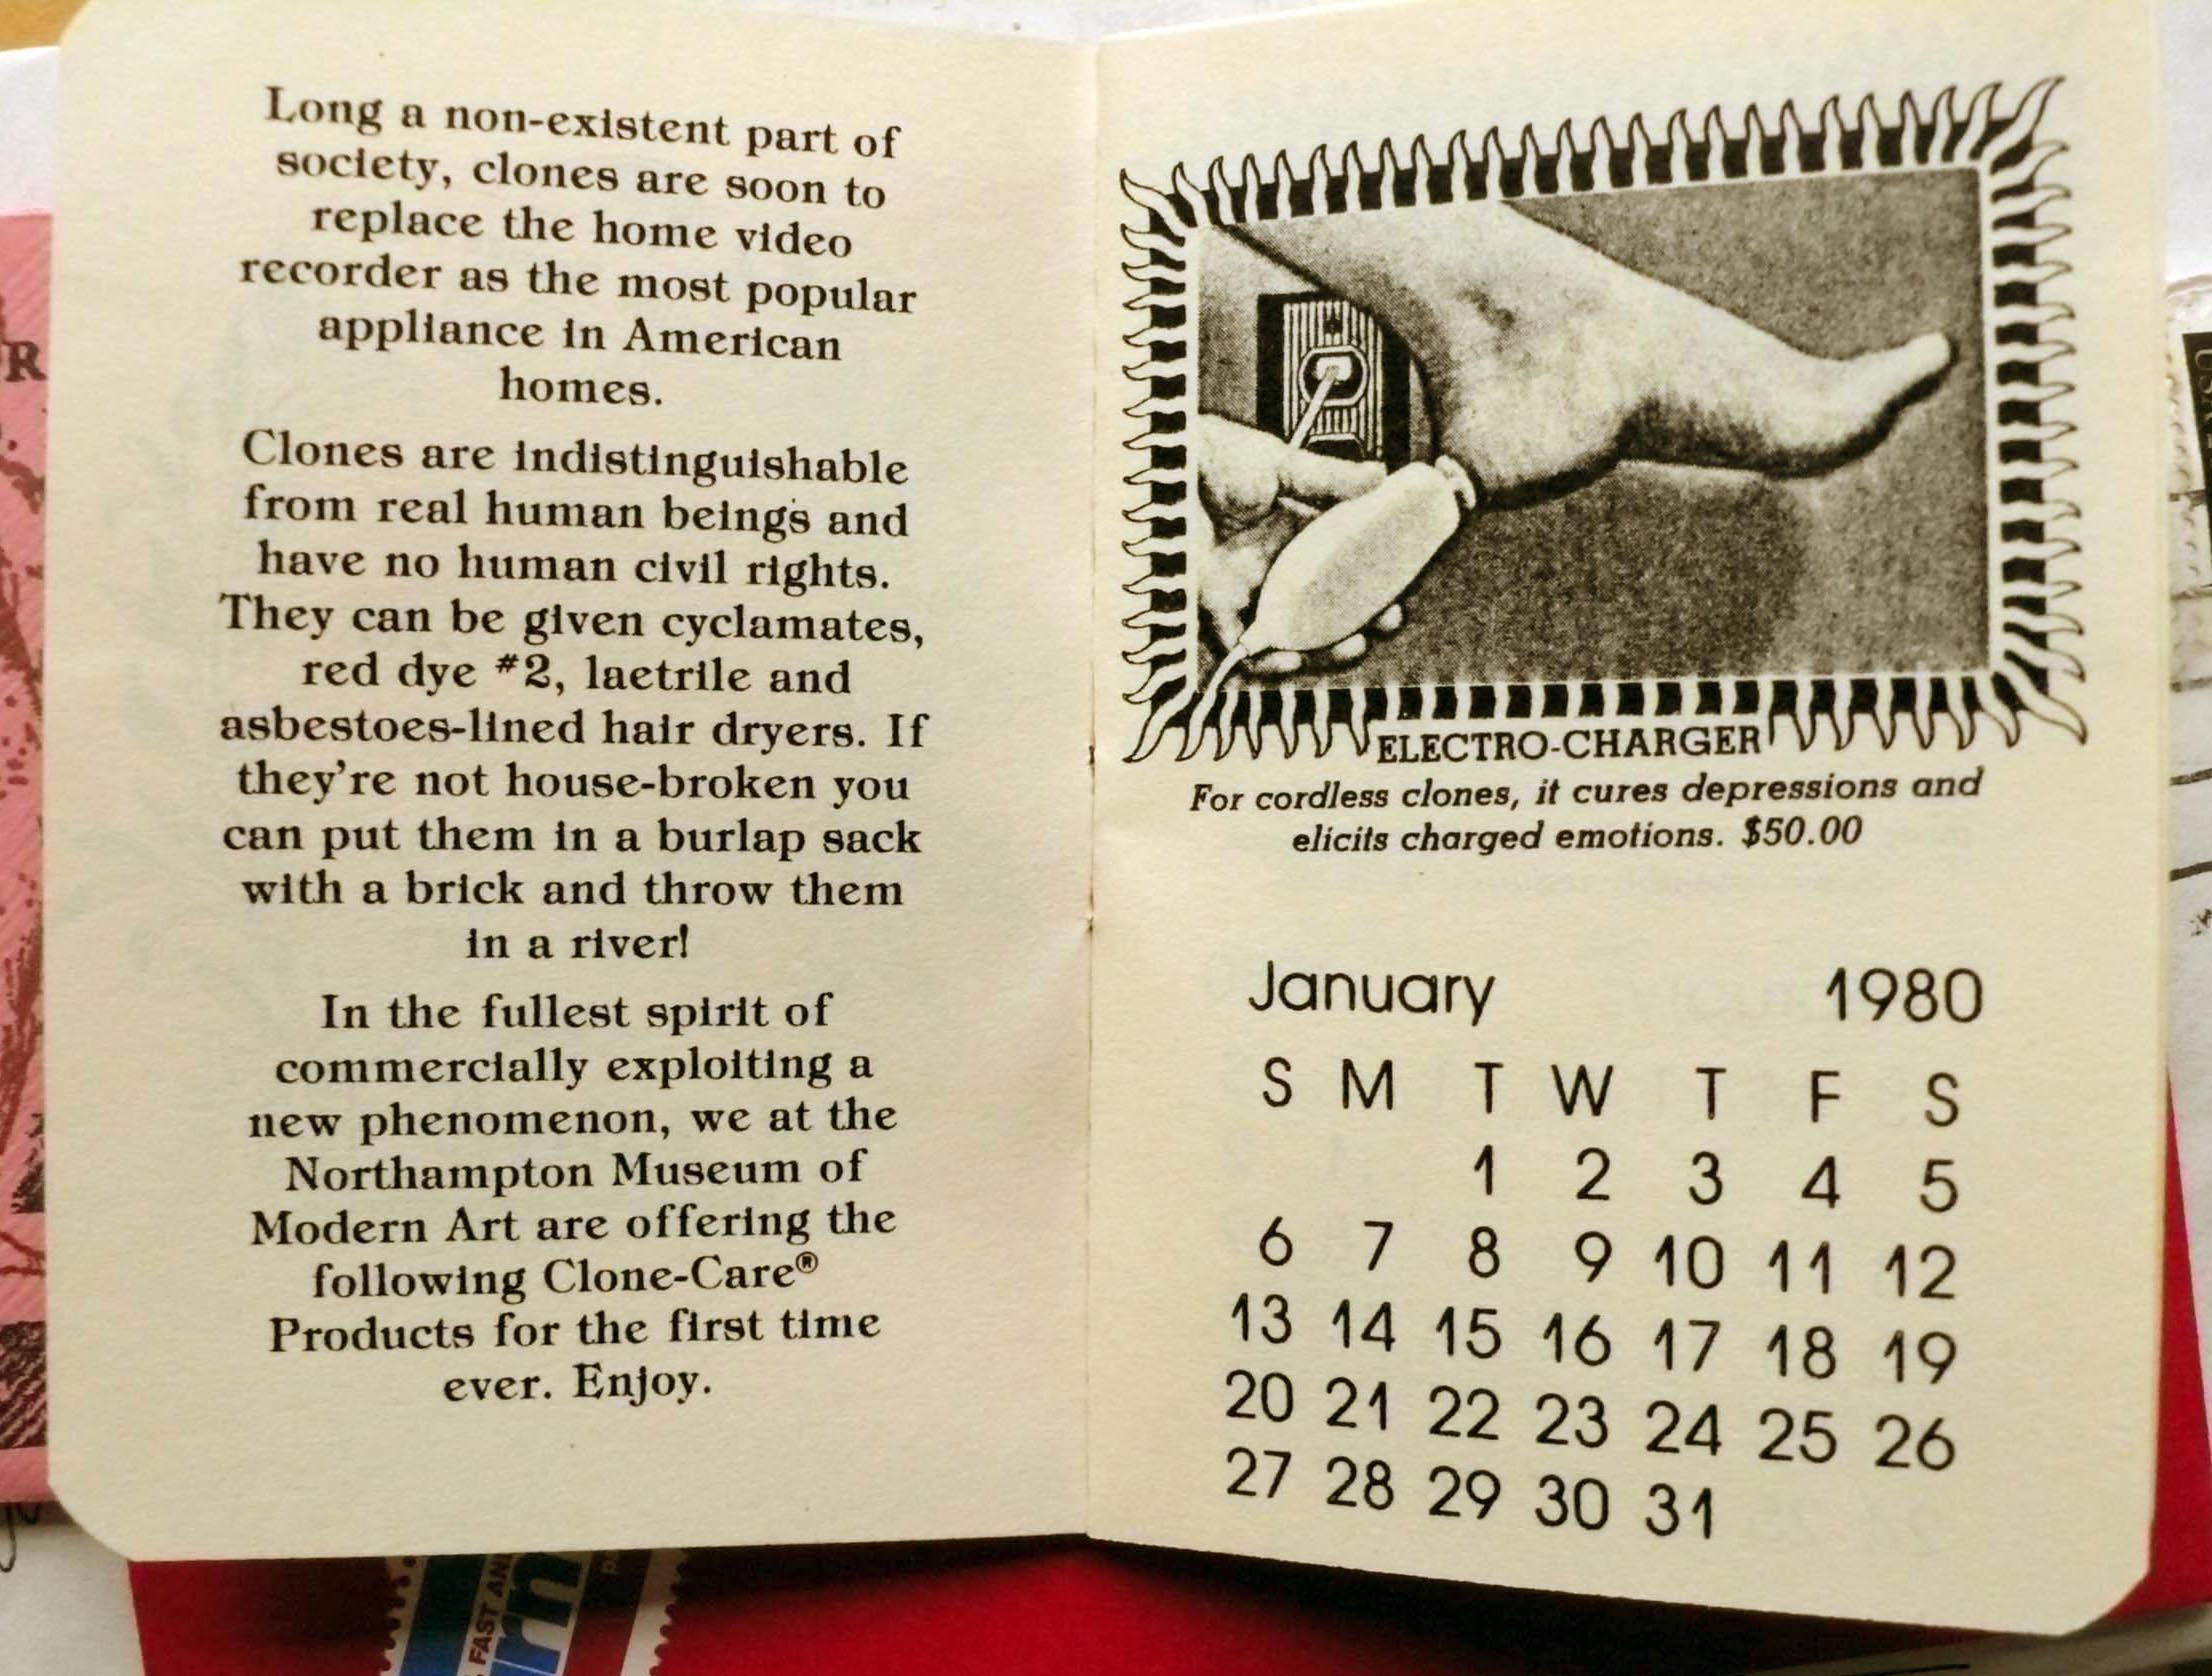 Long a non-existent part of
society, clones are soon to
replace the home video
recorder as the most popular
appliance in American
homes.
Clones are indistinguishable
from real human beings and
have no human civil rights.
They can be given cyclamates,
red dye #2, laetrile and
asbestoes-lined hair dryers. If
they're not house-broken you
can put them in a burlap sack
with a brick and throw them
in a river!
In the fullest spirit of
commercially exploiting a
new phenomenon, we at the
Northampton Museum of
Modern Art are offering the
following Clone-Care®
Products for the first time
ever. Enjoy.
ELECTRO-CHARGER
For cordless clones, it cures depressions and
elicits charged emotions. $50.00
January 1980
S M T W T F S
1 2 3 4 5
6 7 8 9 10 11 12
13 14 15 16 17 18 19
20 21 22 23 24 25 26
27 28 29 30 31
R
FAST AN
rn